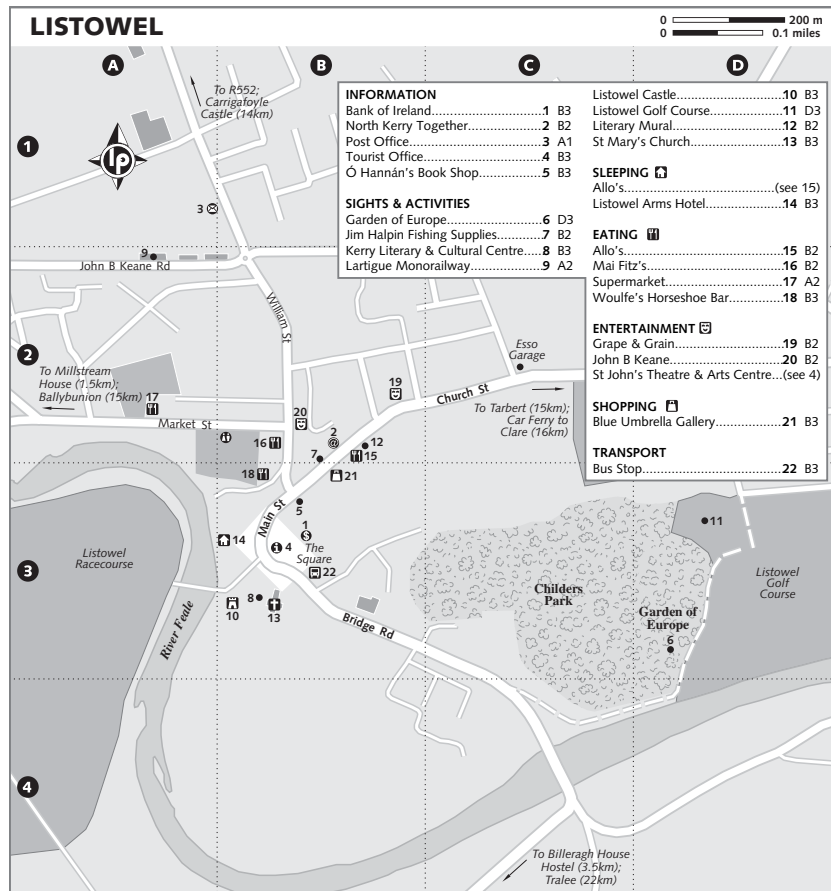 LISTOWEL
0 200 m
0 0.1 miles
A B C D
To R552;
Carrigafoyle
Castle (14km)
INFORMATION
Bank of Ireland......................1 B3
North Kerry Together............2 B2
Post Office..............................3 A1
Tourist Office.........................4 B3
Ó Hannán's Book Shop.........5 B3
SIGHTS & ACTIVITIES
Garden of Europe...................6 D3
Jim Halpin Fishing Supplies....7 B2
Kerry Literary & Cultural Centre...8 B3
Lartigue Monorailway............9 A2
Listowel Castle.......................10 B3
Listowel Golf Course..............11 D3
Literary Mural.........................12 B2
St Mary's Church....................13 B3
SLEEPING
Allo's.......................................(see 15)
Listowel Arms Hotel...............14 B3
EATING
Allo's.......................................15 B2
Mai Fitz's.................................16 B2
Supermarket...........................17 A2
Woulfe's Horseshoe Bar........18 B3
ENTERTAINMENT
Grape & Grain........................19 B2
John B Keane..........................20 B2
St John's Theatre & Arts Centre...(see 4)
SHOPPING
Blue Umbrella Gallery............21 B3
TRANSPORT
Bus Stop..................................22 B3
1
lp
3
9
John B Keane Rd
William St
2
To Millstream
House (1.5km);
Ballybunion (15km)
17
Esso
Garage
19
Church St
To Tarbert (15km);
Car Ferry to
Clare (16km)
Market St
20
2
@
12
16
7
15
18
21
Main St
5
1
$
14
i 4
The
Square
22
11
3
Listowel
Racecourse
Listowel
Golf
Course
Childers
Park
Garden of
Europe
6
8
10
13
River Feale
Bridge Rd
4
To Billeragh House
Hostel (3.5km);
Tralee (22km)